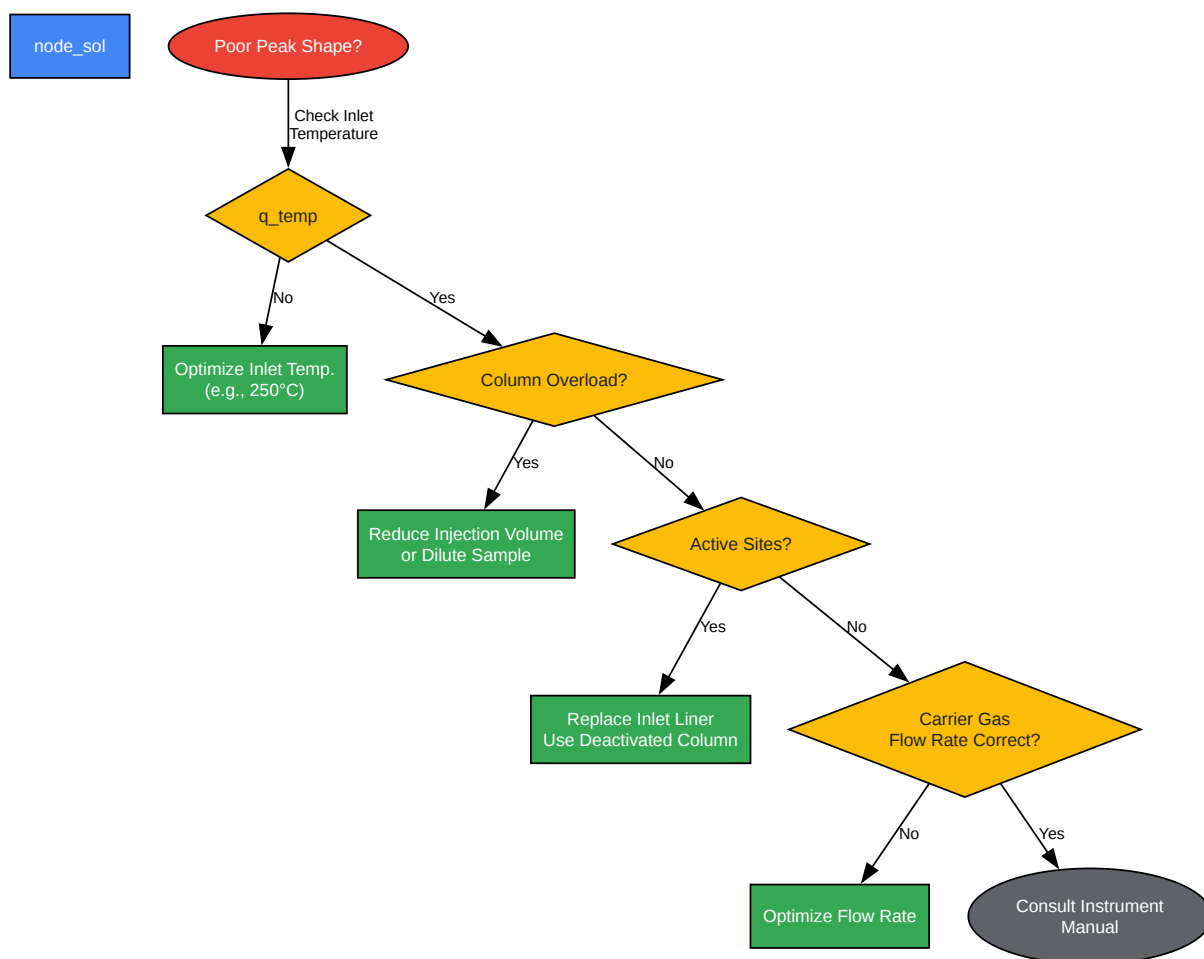 node_sol
Poor Peak Shape?
Check Inlet
Temperature
q_temp
No
Yes
Optimize Inlet Temp.
(e.g., 250°C)
Column Overload?
Yes
No
Reduce Injection Volume
or Dilute Sample
Active Sites?
Yes
No
Replace Inlet Liner
Use Deactivated Column
Carrier Gas
Flow Rate Correct?
No
Yes
Optimize Flow Rate
Consult Instrument
Manual